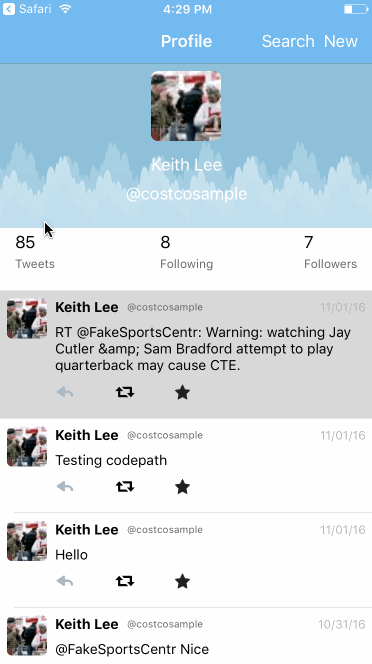 Safari 4:29 PM
Profile Search New
Keith Lee
@costcosample
85 8 7
Tweets Following Followers
Keith Lee @costcosample 11/01/16
RT @FakeSportsCentr: Warning: watching Jay
Cutler &amp; Sam Bradford attempt to play
quarterback may cause CTE.
Keith Lee @costcosample 11/01/16
Testing codepath
Keith Lee @costcosample 11/01/16
Hello
Keith Lee @costcosample 10/31/16
@FakeSportsCentr Nice